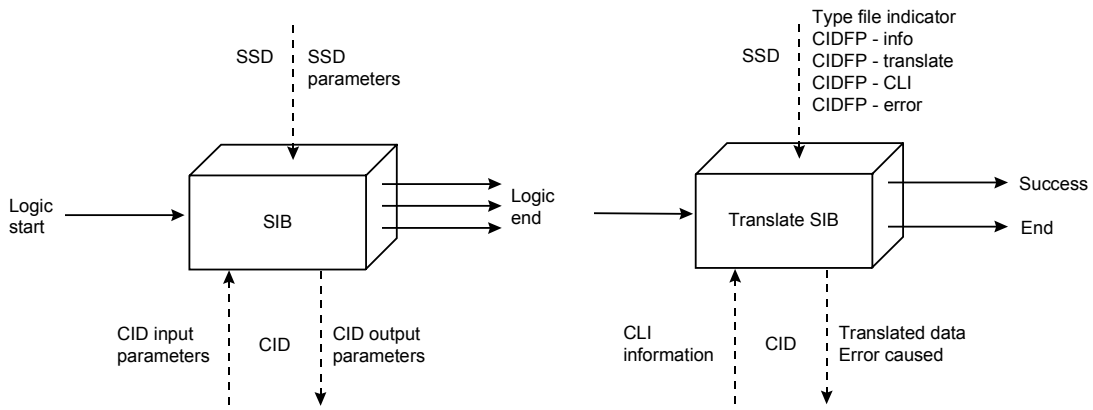 SSD
SSD
parameters
Logic
start
SIB
Logic
end
CID input
parameters
CID
CID output
parameters
Type file indicator
CIDFP - info
CIDFP - translate
CIDFP - CLI
CIDFP - error
SSD
Translate SIB
Success
End
CLI
information
CID
Translated data
Error caused